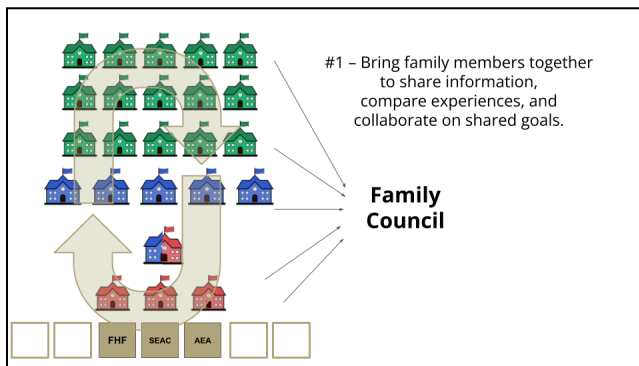 #1 – Bring family members together
to share information,
compare experiences, and
collaborate on shared goals.
Family
Council
FHF
SEAC
AEA